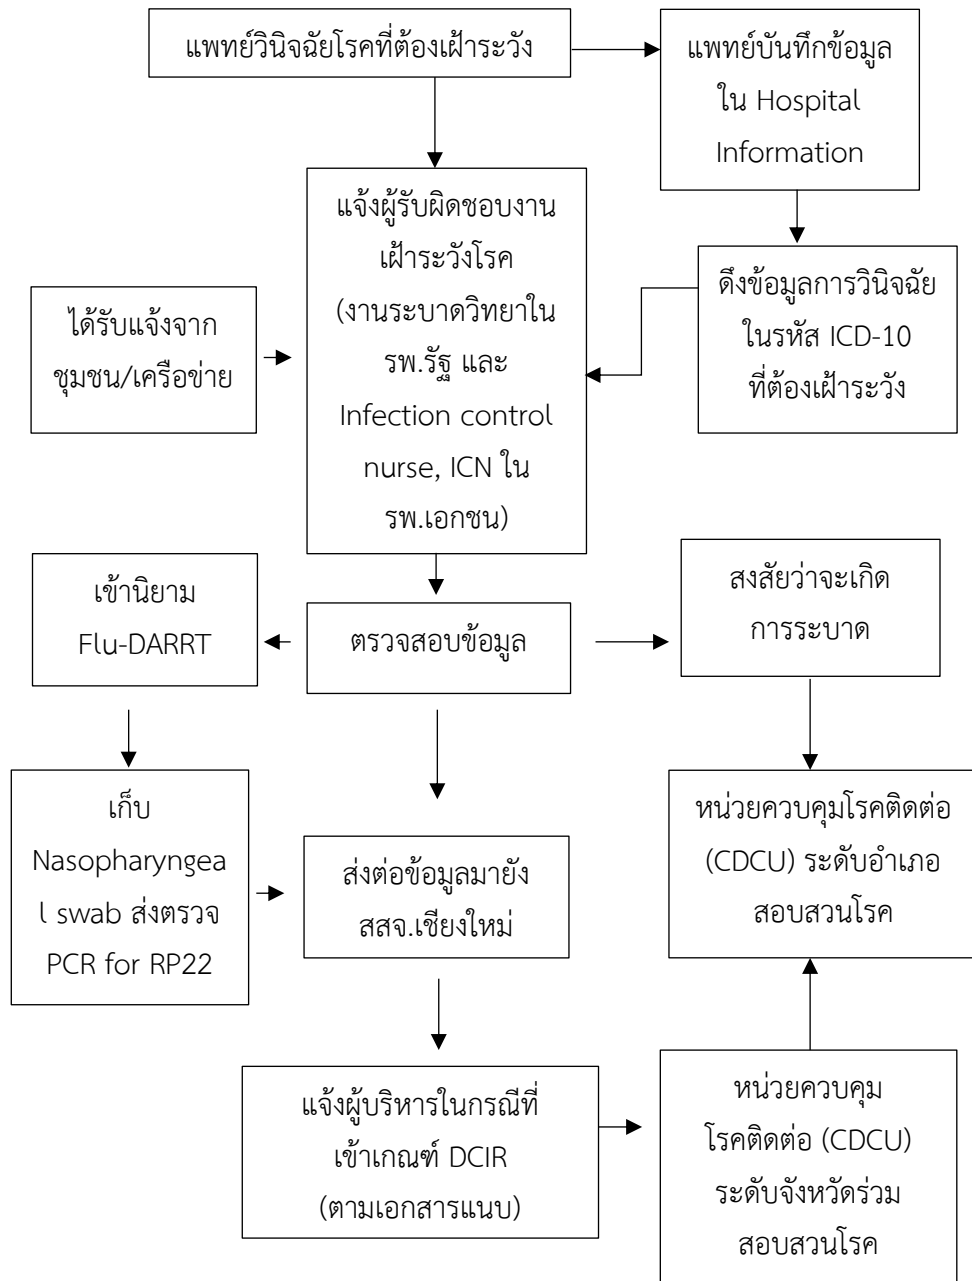 แพทย์วินิจฉัยโรคที่ต้องเฝ้าระวัง
แพทย์บันทึกข้อมูล
ใน Hospital
Information
แจ้งผู้รับผิดชอบงาน
เฝ้าระวังโรค
(งานระบาดวิทยาใน
รพ.รัฐ และ
Infection control
nurse, ICN ใน
รพ.เอกชน)
ดึงข้อมูลการวินิจฉัย
ในรหัส ICD-10
ที่ต้องเฝ้าระวัง
ได้รับแจ้งจาก
ชุมชน/เครือข่าย
เข้านิยาม
Flu-DARRT
ตรวจสอบข้อมูล
สงสัยว่าจะเกิด
การระบาด
เก็บ
Nasopharyngea
l swab ส่งตรวจ
PCR for RP22
ส่งต่อข้อมูลมายัง
สสจ.เชียงใหม่
หน่วยควบคุมโรคติดต่อ
(CDCU) ระดับอำเภอ
สอบสวนโรค
แจ้งผู้บริหารในกรณีที่
เข้าเกณฑ์ DCIR
(ตามเอกสารแนบ)
หน่วยควบคุม
โรคติดต่อ (CDCU)
ระดับจังหวัดร่วม
สอบสวนโรค